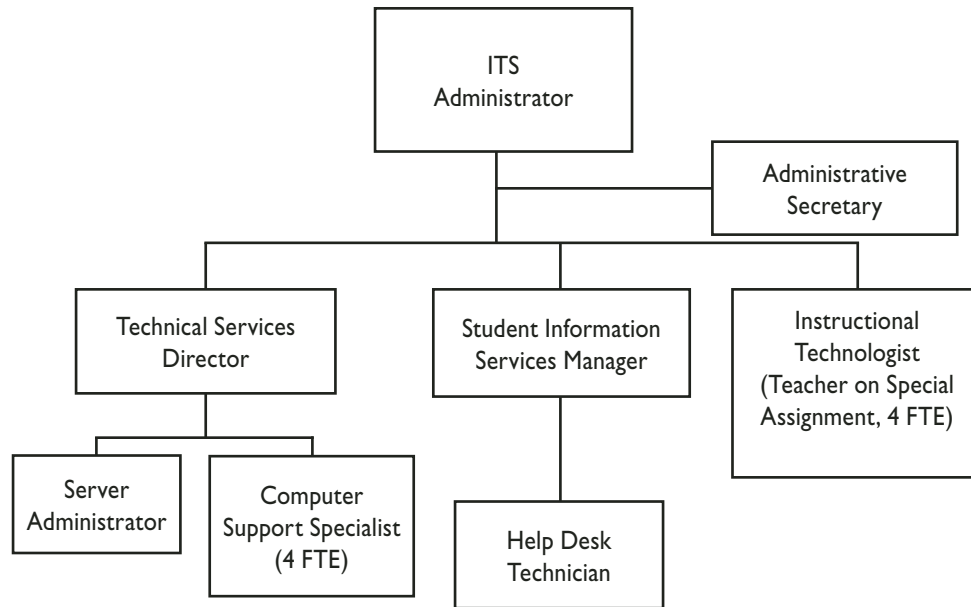 ITS
Administrator
Administrative
Secretary
Technical Services
Director
Student Information
Services Manager
Instructional
Technologist
(Teacher on Special
Assignment, 4 FTE)
Server
Administrator
Computer
Support Specialist
(4 FTE)
Help Desk
Technician